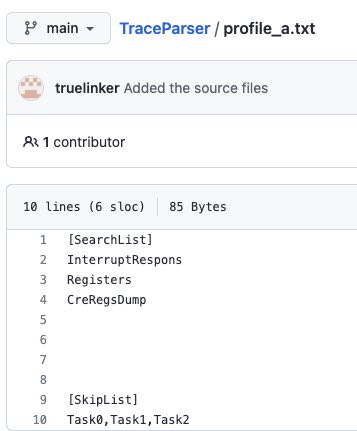 main
TraceParser / profile_a.txt
truelinker Added the source files
1 contributor
10 lines (6 sloc) 85 Bytes
1 [SearchList]
2 InterruptRespons
3 Registers
4 CreRegsDump
5
6
7
8
9 [SkipList]
10 Task0,Task1,Task2